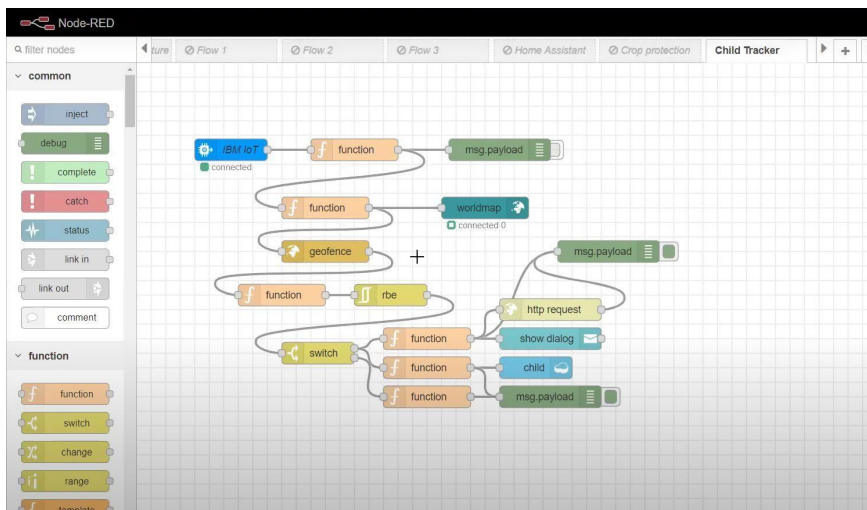 Node-RED
filter nodes
ture
Flow 1
Flow 2
Flow 3
Home Assistant
Crop protection
Child Tracker
+
common
inject
debug
complete
catch
status
link in
link out
comment
function
function
switch
change
range
template
IBM IoT
connected
function
msg.payload
function
worldmap
connected 0
geofence
msg.payload
function
rbe
http request
switch
function
show dialog
function
child
function
msg.payload